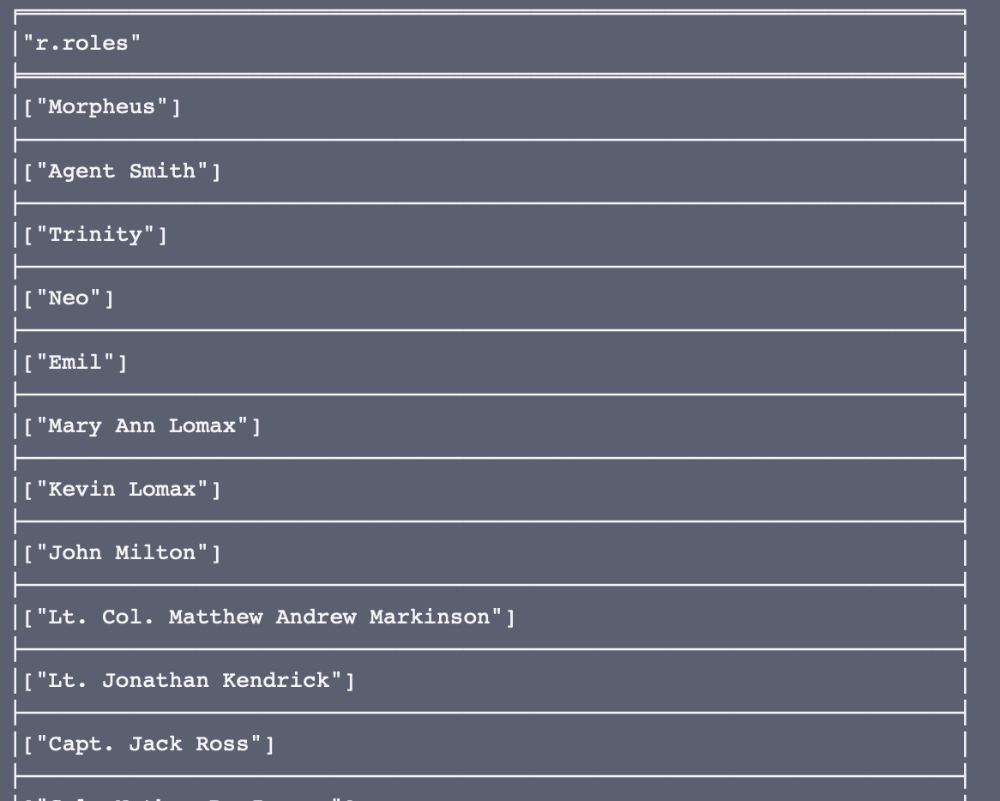 "r.roles"
["Morpheus"]
["Agent Smith"]
["Trinity"]
["Neo"]
["Emil"]
["Mary Ann Lomax"]
["Kevin Lomax"]
["John Milton"]
["Lt. Col. Matthew Andrew Markinson"]
["Lt. Jonathan Kendrick"]
["Capt. Jack Ross"]